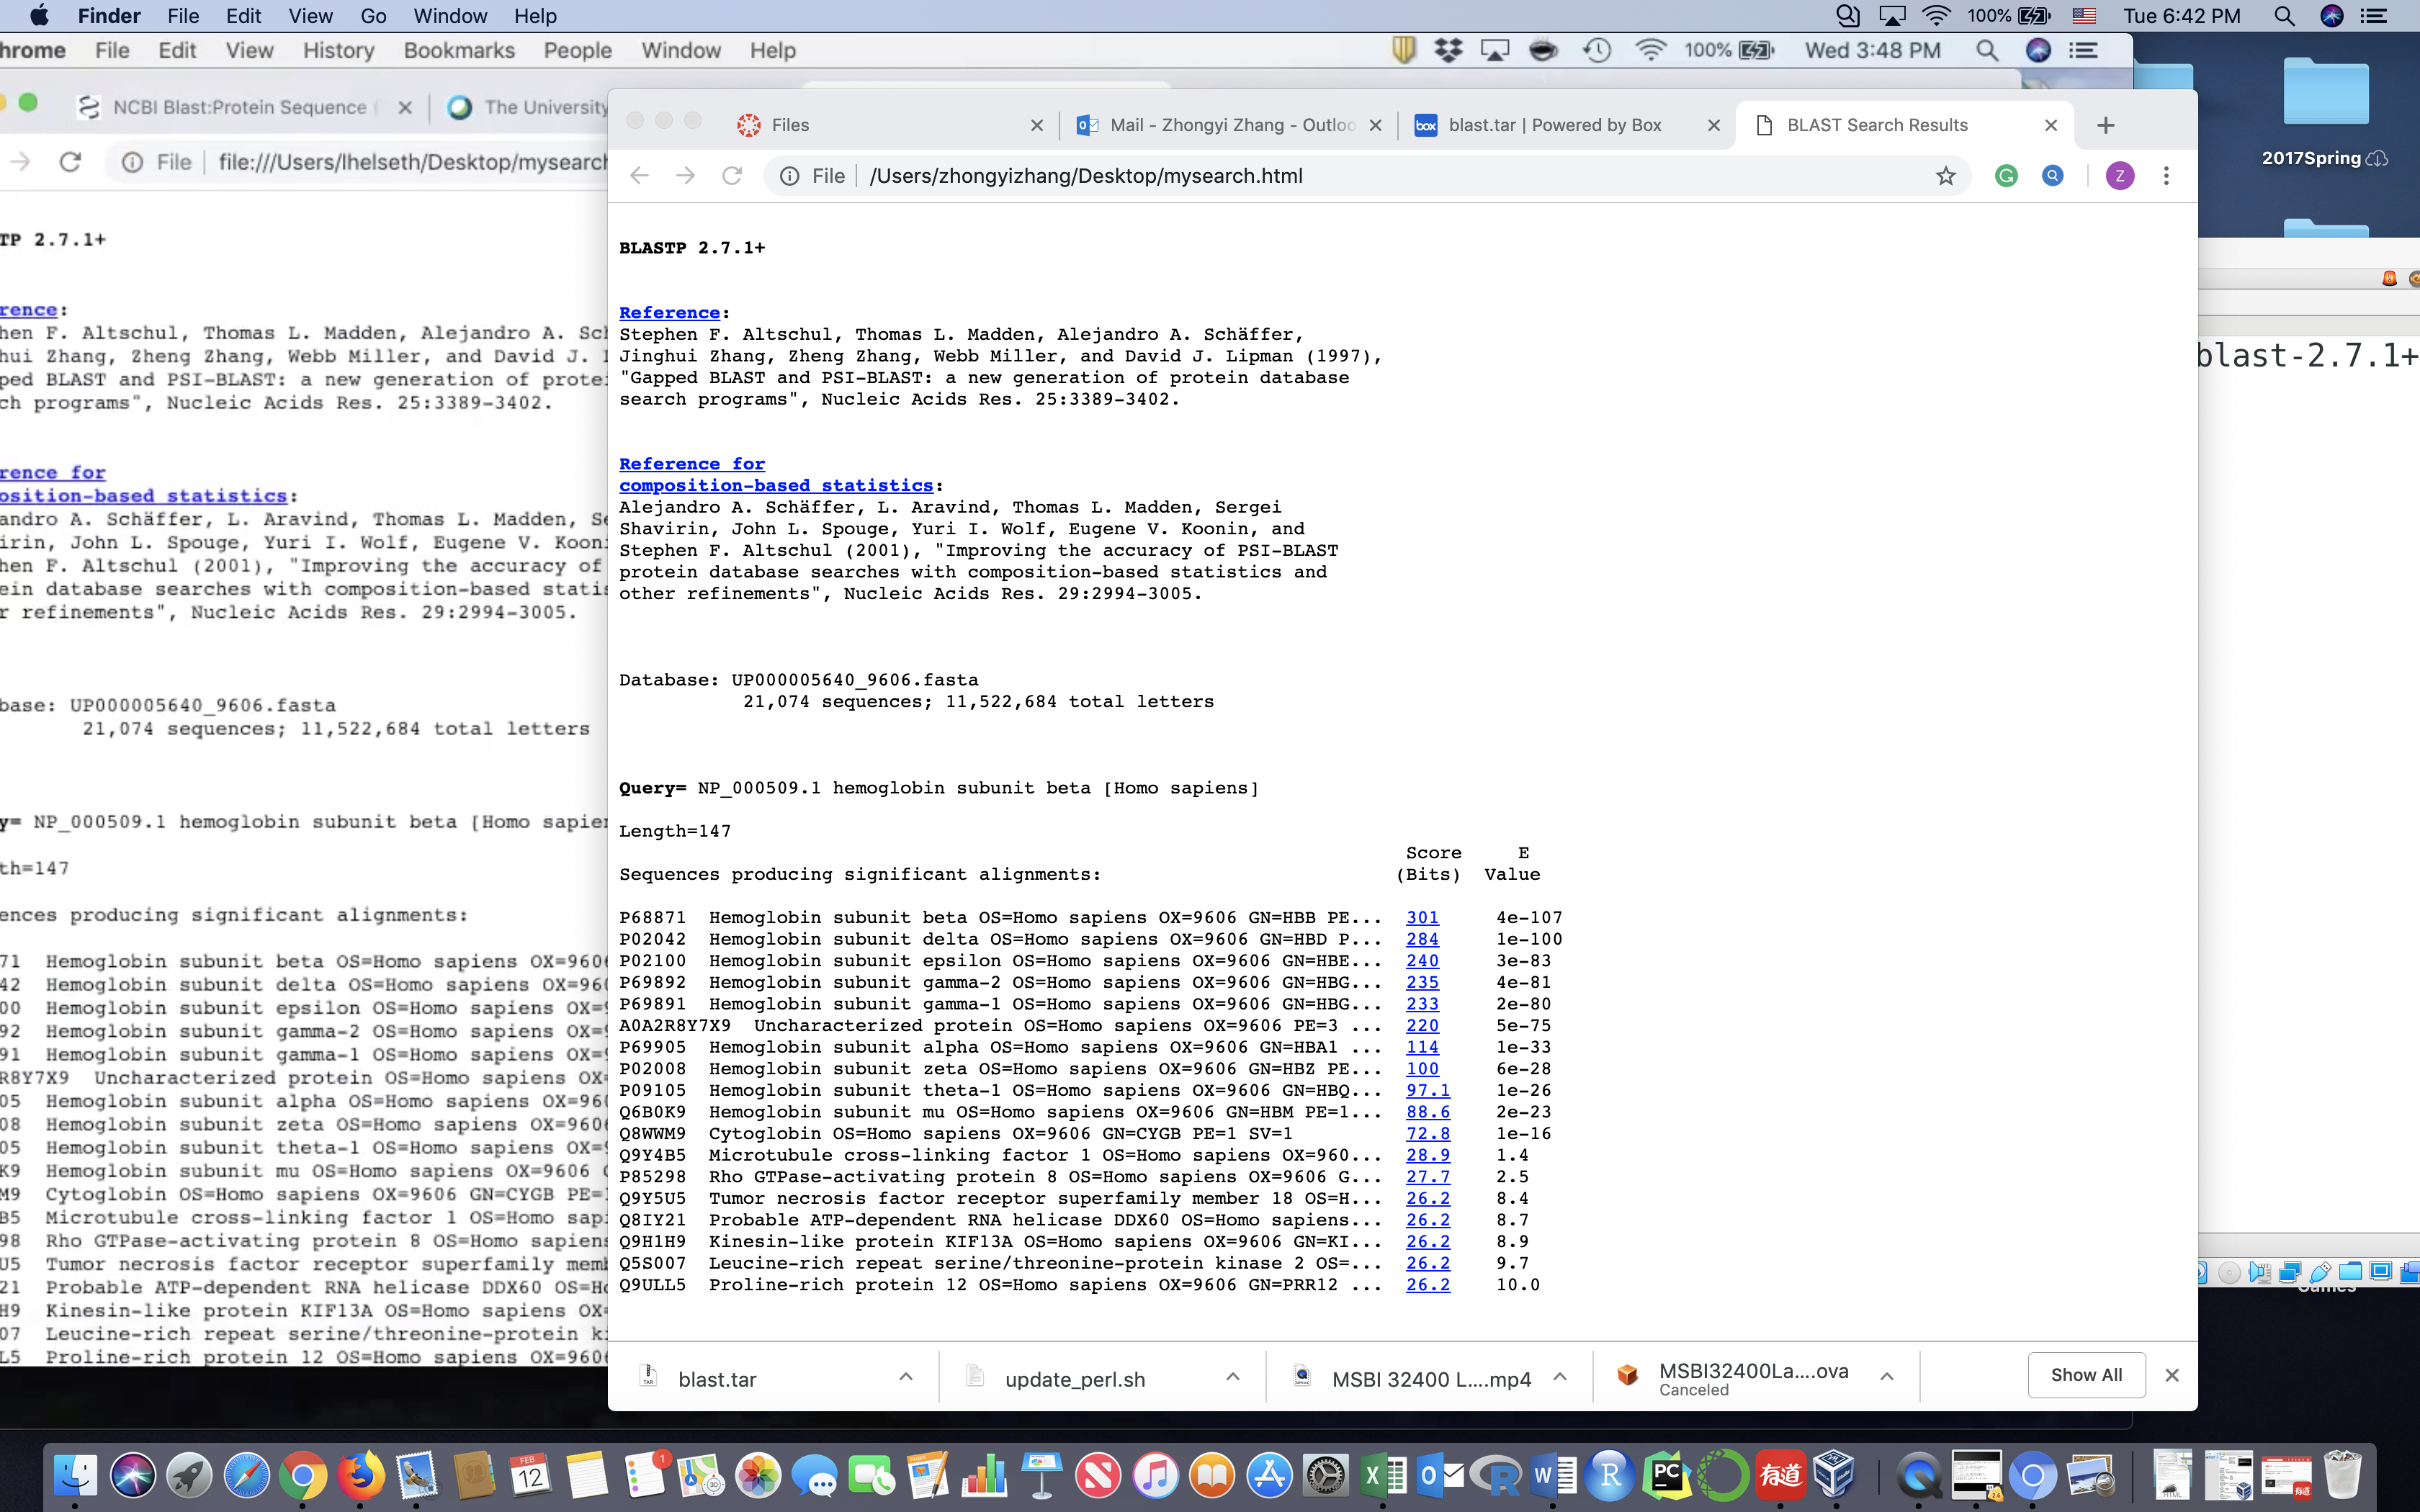 Finder File Edit View Go Window Help 100% Tue 6:42 PM
hrome File Edit View History Bookmarks People Window Help 100% Wed 3:48 PM
NCBI Blast:Protein Sequence The University
File file:///Users/lhelseth/Desktop/mysearch
TP 2.7.1+
rence:
hen F. Altschul, Thomas L. Madden, Alejandro A. Sch
hui Zhang, Zheng Zhang, Webb Miller, and David J.
ped BLAST and PSI-BLAST: a new generation of protei
ch programs", Nucleic Acids Res. 25:3389-3402.
rence for
osition-based statistics:
andro A. Schäffer, L. Aravind, Thomas L. Madden, Se
irin, John L. Spouge, Yuri I. Wolf, Eugene V. Kooni
hen F. Altschul (2001), "Improving the accuracy of
ein database searches with composition-based statis
r refinements", Nucleic Acids Res. 29:2994-3005.
base: UP000005640_9606.fasta
21,074 sequences; 11,522,684 total letters
y= NP_000509.1 hemoglobin subunit beta [Homo sapien
th=147
ences producing significant alignments:
71 Hemoglobin subunit beta OS=Homo sapiens OX=9606
42 Hemoglobin subunit delta OS=Homo sapiens OX=960
00 Hemoglobin subunit epsilon OS=Homo sapiens OX=9
92 Hemoglobin subunit gamma-2 OS=Homo sapiens OX=9
91 Hemoglobin subunit gamma-1 OS=Homo sapiens OX=9
R8Y7X9 Uncharacterized protein OS=Homo sapiens OX=
05 Hemoglobin subunit alpha OS=Homo sapiens OX=960
08 Hemoglobin subunit zeta OS=Homo sapiens OX=9606
05 Hemoglobin subunit theta-1 OS=Homo sapiens OX=9
K9 Hemoglobin subunit mu OS=Homo sapiens OX=9606
M9 Cytoglobin OS=Homo sapiens OX=9606 GN=CYGB PE=1
B5 Microtubule cross-linking factor 1 OS=Homo sapi
98 Rho GTPase-activating protein 8 OS=Homo sapiens
U5 Tumor necrosis factor receptor superfamily memb
21 Probable ATP-dependent RNA helicase DDX60 OS=Ho
H9 Kinesin-like protein KIF13A OS=Homo sapiens OX=
07 Leucine-rich repeat serine/threonine-protein ki
L5 Proline-rich protein 12 OS=Homo sapiens OX=9606
Files Mail - Zhongyi Zhang - Outloo blast.tar | Powered by Box BLAST Search Results
File /Users/zhongyizhang/Desktop/mysearch.html
BLASTP 2.7.1+
Reference:
Stephen F. Altschul, Thomas L. Madden, Alejandro A. Schäffer,
Jinghui Zhang, Zheng Zhang, Webb Miller, and David J. Lipman (1997),
"Gapped BLAST and PSI-BLAST: a new generation of protein database
search programs", Nucleic Acids Res. 25:3389-3402.
Reference for
composition-based statistics:
Alejandro A. Schäffer, L. Aravind, Thomas L. Madden, Sergei
Shavirin, John L. Spouge, Yuri I. Wolf, Eugene V. Koonin, and
Stephen F. Altschul (2001), "Improving the accuracy of PSI-BLAST
protein database searches with composition-based statistics and
other refinements", Nucleic Acids Res. 29:2994-3005.
Database: UP000005640_9606.fasta
21,074 sequences; 11,522,684 total letters
Query= NP_000509.1 hemoglobin subunit beta [Homo sapiens]
Length=147
Score E
Sequences producing significant alignments: (Bits) Value
P68871 Hemoglobin subunit beta OS=Homo sapiens OX=9606 GN=HBB PE... 301 4e-107
P02042 Hemoglobin subunit delta OS=Homo sapiens OX=9606 GN=HBD P... 284 1e-100
P02100 Hemoglobin subunit epsilon OS=Homo sapiens OX=9606 GN=HBE... 240 3e-83
P69892 Hemoglobin subunit gamma-2 OS=Homo sapiens OX=9606 GN=HBG... 235 4e-81
P69891 Hemoglobin subunit gamma-1 OS=Homo sapiens OX=9606 GN=HBG... 233 2e-80
A0A2R8Y7X9 Uncharacterized protein OS=Homo sapiens OX=9606 PE=3 ... 220 5e-75
P69905 Hemoglobin subunit alpha OS=Homo sapiens OX=9606 GN=HBA1 ... 114 1e-33
P02008 Hemoglobin subunit zeta OS=Homo sapiens OX=9606 GN=HBZ PE... 100 6e-28
P09105 Hemoglobin subunit theta-1 OS=Homo sapiens OX=9606 GN=HBQ... 97.1 1e-26
Q6B0K9 Hemoglobin subunit mu OS=Homo sapiens OX=9606 GN=HBM PE=1... 88.6 2e-23
Q8WWM9 Cytoglobin OS=Homo sapiens OX=9606 GN=CYGB PE=1 SV=1 72.8 1e-16
Q9Y4B5 Microtubule cross-linking factor 1 OS=Homo sapiens OX=960... 28.9 1.4
P85298 Rho GTPase-activating protein 8 OS=Homo sapiens OX=9606 G... 27.7 2.5
Q9Y5U5 Tumor necrosis factor receptor superfamily member 18 OS=H... 26.2 8.4
Q8IY21 Probable ATP-dependent RNA helicase DDX60 OS=Homo sapiens... 26.2 8.7
Q9H1H9 Kinesin-like protein KIF13A OS=Homo sapiens OX=9606 GN=KI... 26.2 8.9
Q5S007 Leucine-rich repeat serine/threonine-protein kinase 2 OS=... 26.2 9.7
Q9ULL5 Proline-rich protein 12 OS=Homo sapiens OX=9606 GN=PRR12 ... 26.2 10.0
blast.tar update_perl.sh MSBI 32400 L....mp4 MSBI32400La....ova Show All
Canceled
2017Spring
blast-2.7.1+
FEB
12
1
有道